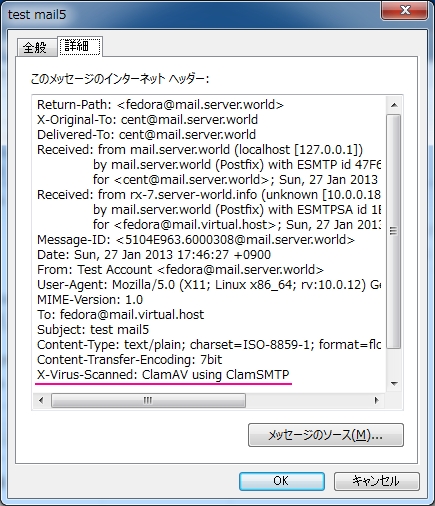 test mail5
全般
詳細
このメッセージのインターネット ヘッダー:
Return-Path: <fedora@mail.server.world>
X-Original-To: cent@mail.server.world
Delivered-To: cent@mail.server.world
Received: from mail.server.world (localhost [127.0.0.1])
by mail.server.world (Postfix) with ESMTP id 47F6
for <cent@mail.server.world>; Sun, 27 Jan 2013
Received: from rx-7.server-world.info (unknown [10.0.0.18
by mail.server.world (Postfix) with ESMTPSA id 1E
for <fedora@mail.virtual.host>; Sun, 27 Jan 2013
Message-ID: <5104E963.6000308@mail.server.world>
Date: Sun, 27 Jan 2013 17:46:27 +0900
From: Test Account <fedora@mail.server.world>
User-Agent: Mozilla/5.0 (X11; Linux x86_64; rv:10.0.12) Ge
MIME-Version: 1.0
To: fedora@mail.virtual.host
Subject: test mail5
Content-Type: text/plain; charset=ISO-8859-1; format=flo
Content-Transfer-Encoding: 7bit
X-Virus-Scanned: ClamAV using ClamSMTP
メッセージのソース(M)...
OK
キャンセル